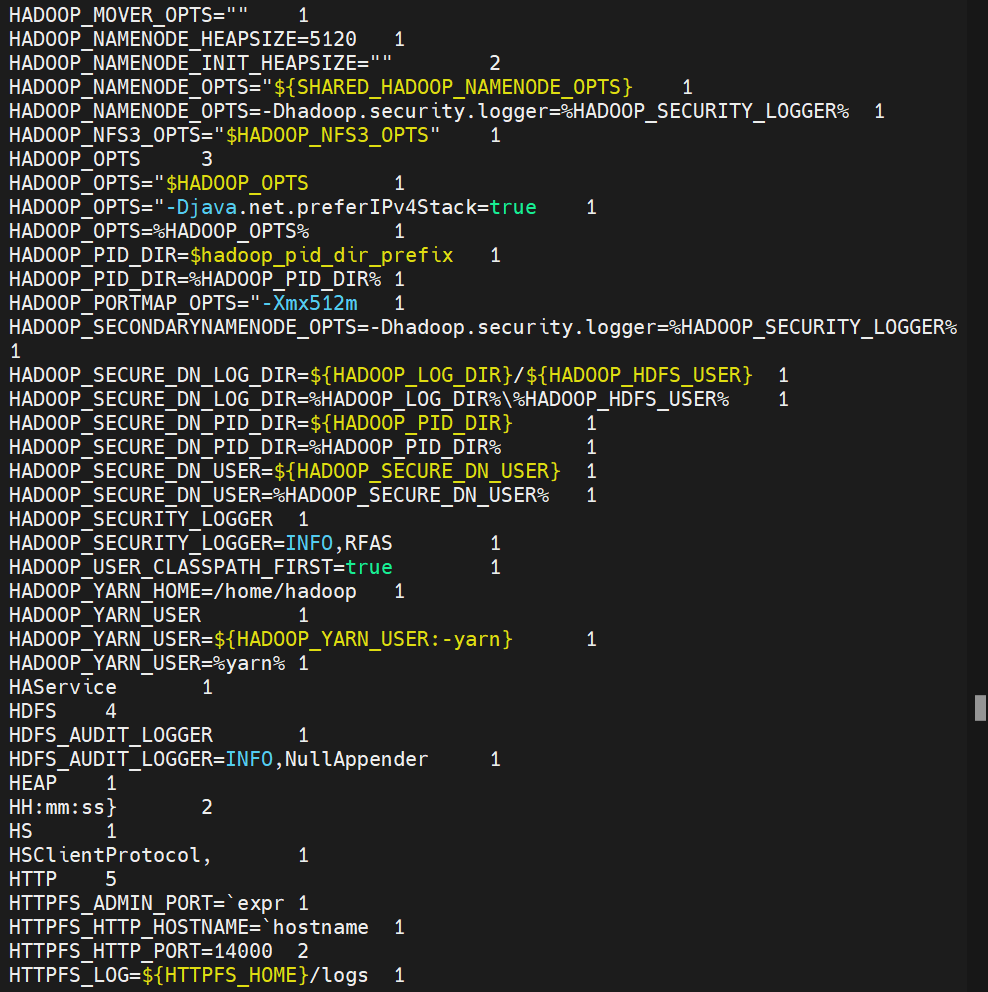 HADOOP_MOVER_OPTS="" 1
HADOOP_NAMENODE_HEAPSIZE=5120 1
HADOOP_NAMENODE_INIT_HEAPSIZE="" 2
HADOOP_NAMENODE_OPTS="${SHARED_HADOOP_NAMENODE_OPTS} 1
HADOOP_NAMENODE_OPTS=-Dhadoop.security.logger=%HADOOP_SECURITY_LOGGER% 1
HADOOP_NFS3_OPTS="$HADOOP_NFS3_OPTS" 1
HADOOP_OPTS 3
HADOOP_OPTS="$HADOOP_OPTS 1
HADOOP_OPTS="-Djava.net.preferIPv4Stack=true 1
HADOOP_OPTS=%HADOOP_OPTS% 1
HADOOP_PID_DIR=$hadoop_pid_dir_prefix 1
HADOOP_PID_DIR=%HADOOP_PID_DIR% 1
HADOOP_PORTMAP_OPTS="-Xmx512m 1
HADOOP_SECONDARYNAMENODE_OPTS=-Dhadoop.security.logger=%HADOOP_SECURITY_LOGGER%
1
HADOOP_SECURE_DN_LOG_DIR=${HADOOP_LOG_DIR}/${HADOOP_HDFS_USER} 1
HADOOP_SECURE_DN_LOG_DIR=%HADOOP_LOG_DIR%\%HADOOP_HDFS_USER% 1
HADOOP_SECURE_DN_PID_DIR=${HADOOP_PID_DIR} 1
HADOOP_SECURE_DN_PID_DIR=%HADOOP_PID_DIR% 1
HADOOP_SECURE_DN_USER=${HADOOP_SECURE_DN_USER} 1
HADOOP_SECURE_DN_USER=%HADOOP_SECURE_DN_USER% 1
HADOOP_SECURITY_LOGGER 1
HADOOP_SECURITY_LOGGER=INFO,RFAS 1
HADOOP_USER_CLASSPATH_FIRST=true 1
HADOOP_YARN_HOME=/home/hadoop 1
HADOOP_YARN_USER 1
HADOOP_YARN_USER=${HADOOP_YARN_USER:-yarn} 1
HADOOP_YARN_USER=%yarn% 1
HAService 1
HDFS 4
HDFS_AUDIT_LOGGER 1
HDFS_AUDIT_LOGGER=INFO,NullAppender 1
HEAP 1
HH:mm:ss} 2
HS 1
HSClientProtocol, 1
HTTP 5
HTTPFS_ADMIN_PORT=`expr 1
HTTPFS_HTTP_HOSTNAME=`hostname 1
HTTPFS_HTTP_PORT=14000 2
HTTPFS_LOG=${HTTPFS_HOME}/logs 1